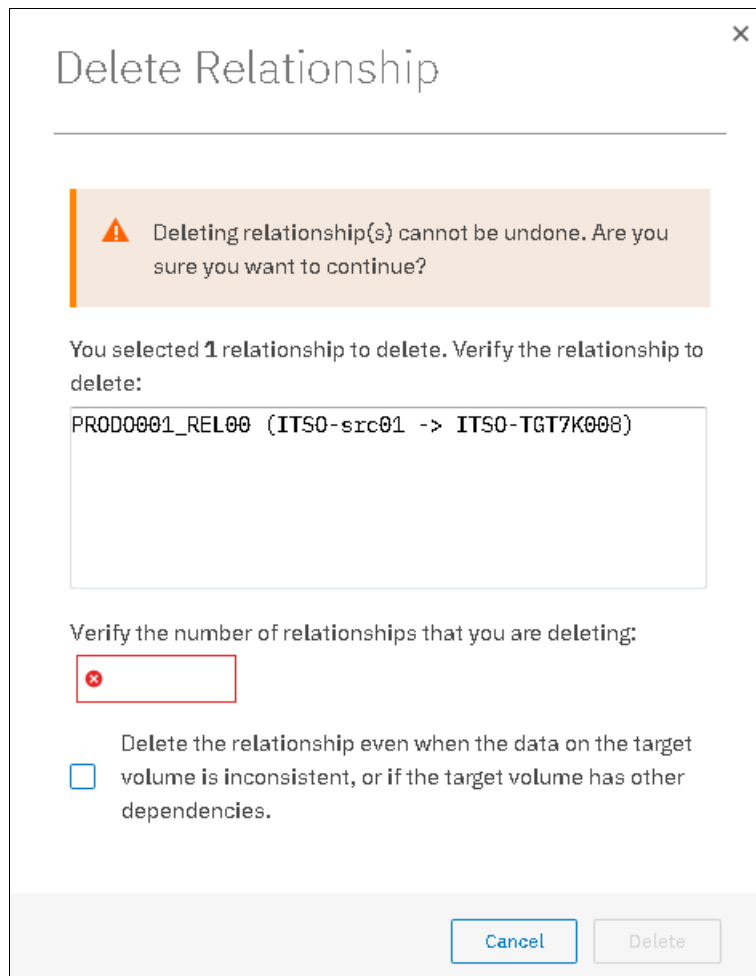 Delete Relationship
Deleting relationship(s) cannot be undone. Are you
sure you want to continue?
You selected 1 relationship to delete. Verify the relationship to
delete:
PRODO001_REL00 (ITSO-src01 -> ITSO-TGT7K008)
Verify the number of relationships that you are deleting:
Delete the relationship even when the data on the target
volume is inconsistent, or if the target volume has other
dependencies.
Cancel
Delete